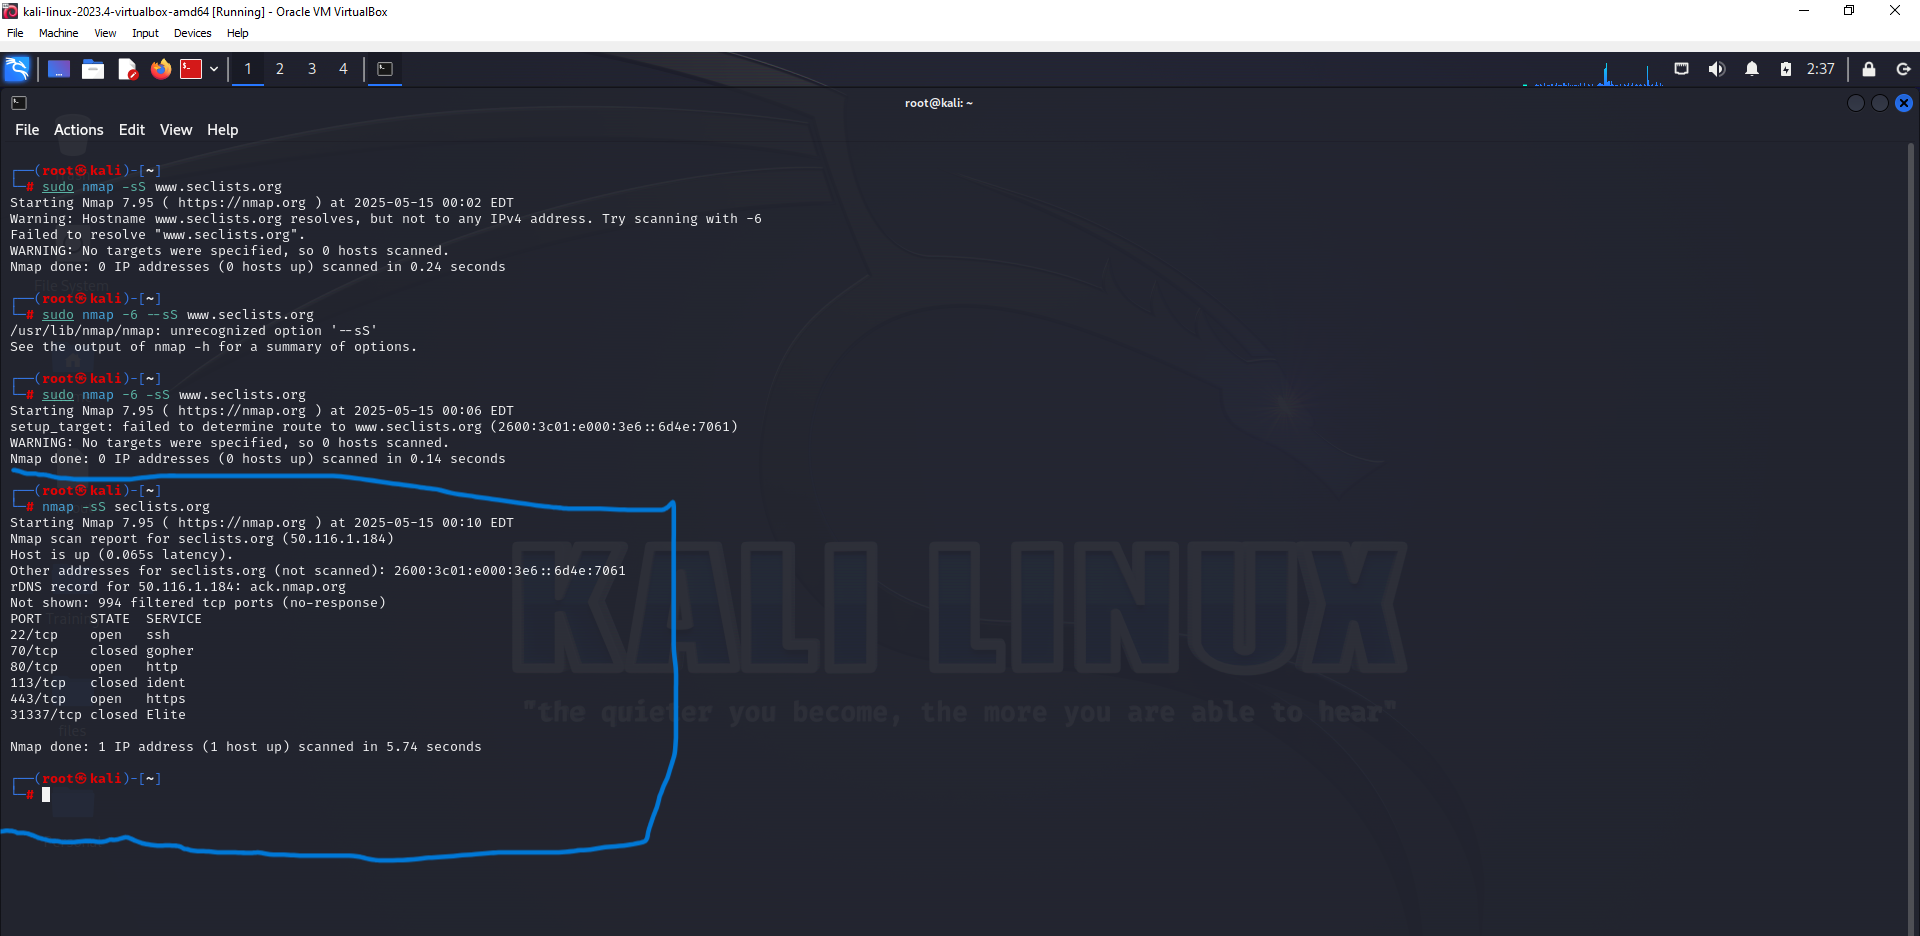 kali-linux-2023.4-virtualbox-amd64 [Running] - Oracle VM VirtualBox
File Machine View Input Devices Help
1 2 3 4 2:37
root@kali: ~
File Actions Edit View Help
┌──(root㉿kali)-[~]
└─# sudo nmap -sS www.seclists.org
Starting Nmap 7.95 ( https://nmap.org ) at 2025-05-15 00:02 EDT
Warning: Hostname www.seclists.org resolves, but not to any IPv4 address. Try scanning with -6
Failed to resolve "www.seclists.org".
WARNING: No targets were specified, so 0 hosts scanned.
Nmap done: 0 IP addresses (0 hosts up) scanned in 0.24 seconds
File System
┌──(root㉿kali)-[~]
└─# sudo nmap -6 --sS www.seclists.org
/usr/lib/nmap/nmap: unrecognized option '--sS'
See the output of nmap -h for a summary of options.
┌──(root㉿kali)-[~]
└─# sudo nmap -6 -sS www.seclists.org
Starting Nmap 7.95 ( https://nmap.org ) at 2025-05-15 00:06 EDT
setup_target: failed to determine route to www.seclists.org (2600:3c01:e000:3e6::6d4e:7061)
WARNING: No targets were specified, so 0 hosts scanned.
Nmap done: 0 IP addresses (0 hosts up) scanned in 0.14 seconds
┌──(root㉿kali)-[~]
└─# nmap -sS seclists.org
Starting Nmap 7.95 ( https://nmap.org ) at 2025-05-15 00:10 EDT
Nmap scan report for seclists.org (50.116.1.184)
Host is up (0.065s latency).
Other addresses for seclists.org (not scanned): 2600:3c01:e000:3e6::6d4e:7061
rDNS record for 50.116.1.184: ack.nmap.org
Not shown: 994 filtered tcp ports (no-response)
PORT STATE SERVICE
22/tcp open ssh
70/tcp closed gopher
80/tcp open http
113/tcp closed ident
443/tcp open https
31337/tcp closed Elite
Nmap done: 1 IP address (1 host up) scanned in 5.74 seconds
┌──(root㉿kali)-[~]
└─#
KALI LINUX
"the quieter you become, the more you are able to hear"